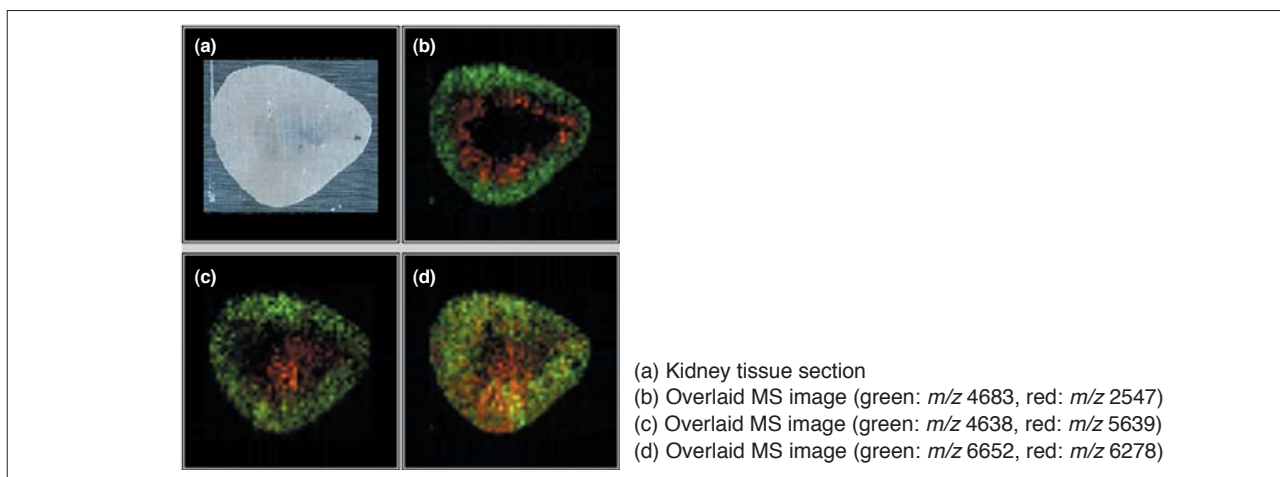 (a)
(b)
(c)
(d)
(a) Kidney tissue section
(b) Overlaid MS image (green: m/z 4683, red: m/z 2547)
(c) Overlaid MS image (green: m/z 4638, red: m/z 5639)
(d) Overlaid MS image (green: m/z 6652, red: m/z 6278)